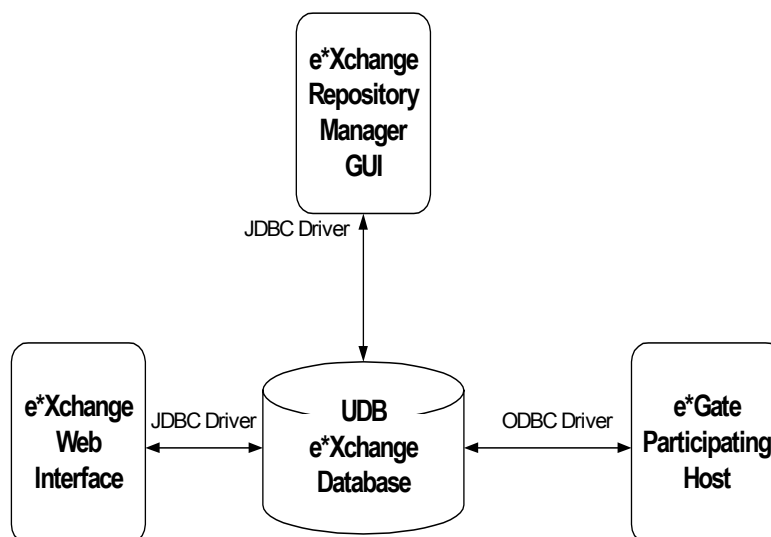 e*Xchange
Repository
Manager
GUI
JDBC Driver
e*Xchange
Web
Interface
JDBC Driver
UDB
e*Xchange
Database
ODBC Driver
e*Gate
Participating
Host